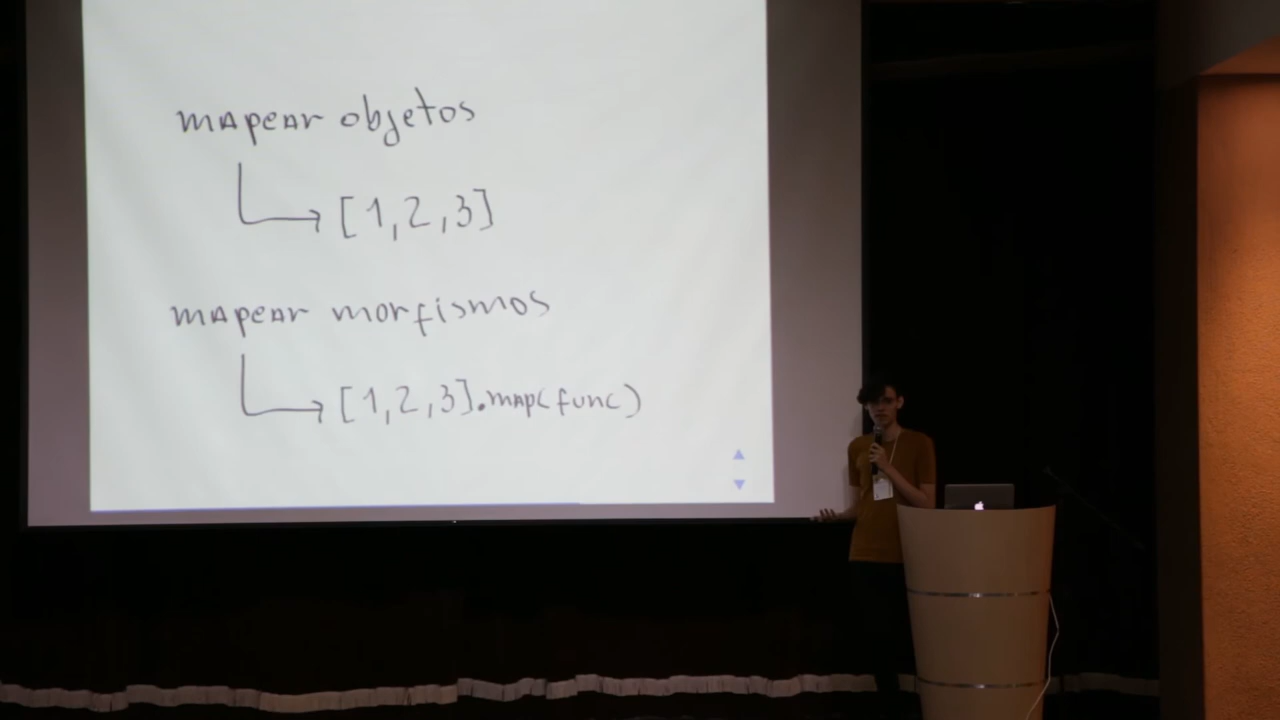 mapear objetos
[1,2,3]
mapear morfismos
[1,2,3].map(func)